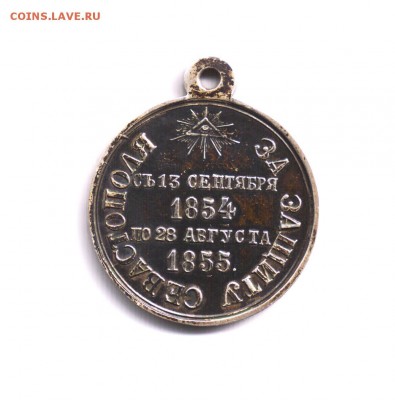 COINS.LAVE.RU
СЪ 13 СЕНТЯБРЯ
1854
ПО 28 АВГУСТА
1855.
ЗА ЗАЩИТУ СЕВАСТОПОЛЯ